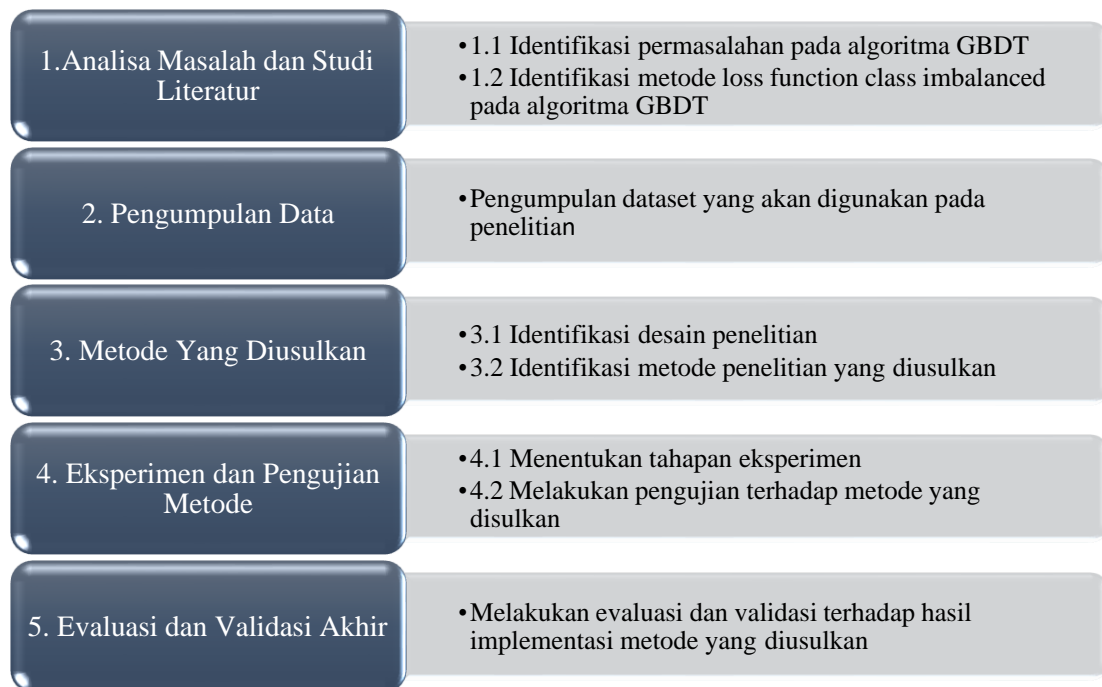 1.Analisa Masalah dan Studi
Literatur
•1.1 Identifikasi permasalahan pada algoritma GBDT
•1.2 Identifikasi metode loss function class imbalanced
pada algoritma GBDT
2. Pengumpulan Data
•Pengumpulan dataset yang akan digunakan pada
penelitian
3. Metode Yang Diusulkan
•3.1 Identifikasi desain penelitian
•3.2 Identifikasi metode penelitian yang diusulkan
4. Eksperimen dan Pengujian
Metode
•4.1 Menentukan tahapan eksperimen
•4.2 Melakukan pengujian terhadap metode yang
disulkan
5. Evaluasi dan Validasi Akhir
•Melakukan evaluasi dan validasi terhadap hasil
implementasi metode yang diusulkan